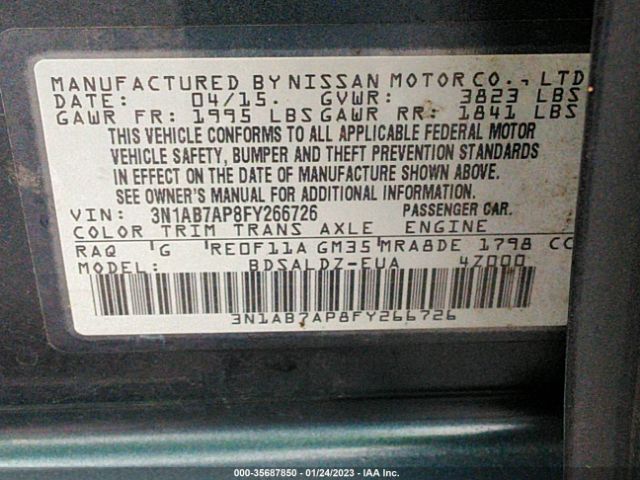 MANUFACTURED BY NISSAN MOTOR CO., LTD
DATE: 04/15. GVWR: 3823 LBS
GAWR FR: 1995 LBS GAWR RR: 1841 LBS
THIS VEHICLE CONFORMS TO ALL APPLICABLE FEDERAL MOTOR
VEHICLE SAFETY, BUMPER AND THEFT PREVENTION STANDARDS
IN EFFECT ON THE DATE OF MANUFACTURE SHOWN ABOVE.
SEE OWNER'S MANUAL FOR ADDITIONAL INFORMATION.
VIN: 3N1AB7AP8FY266726 PASSENGER CAR.
COLOR TRIM TRANS AXLE ENGINE
RAQ G RE0F11A GM35 MRA8DE 1798 CC
MODEL: BDSALDZ-EUA 4Z000
3N1AB7AP8FY266726
000-35687850 - 01/24/2023 - IAA Inc.